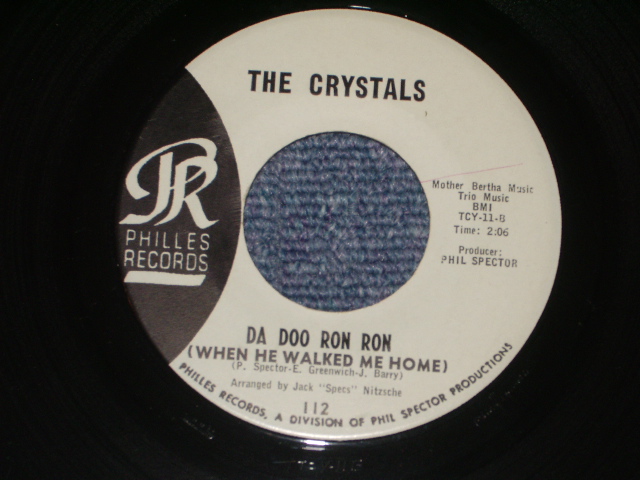 THE CRYSTALS
PR
PHILLES
RECORDS
Mother Bertha Music
Trio Music
BMI
TCY-11-B
Time: 2:06
Producer:
PHIL SPECTOR
DA DOO RON RON
(WHEN HE WALKED ME HOME)
(P. Spector-E. Greenwich-J. Barry)
Arranged by Jack "Specs" Nitzsche
112
PHILLES RECORDS, A DIVISION OF PHIL SPECTOR PRODUCTIONS